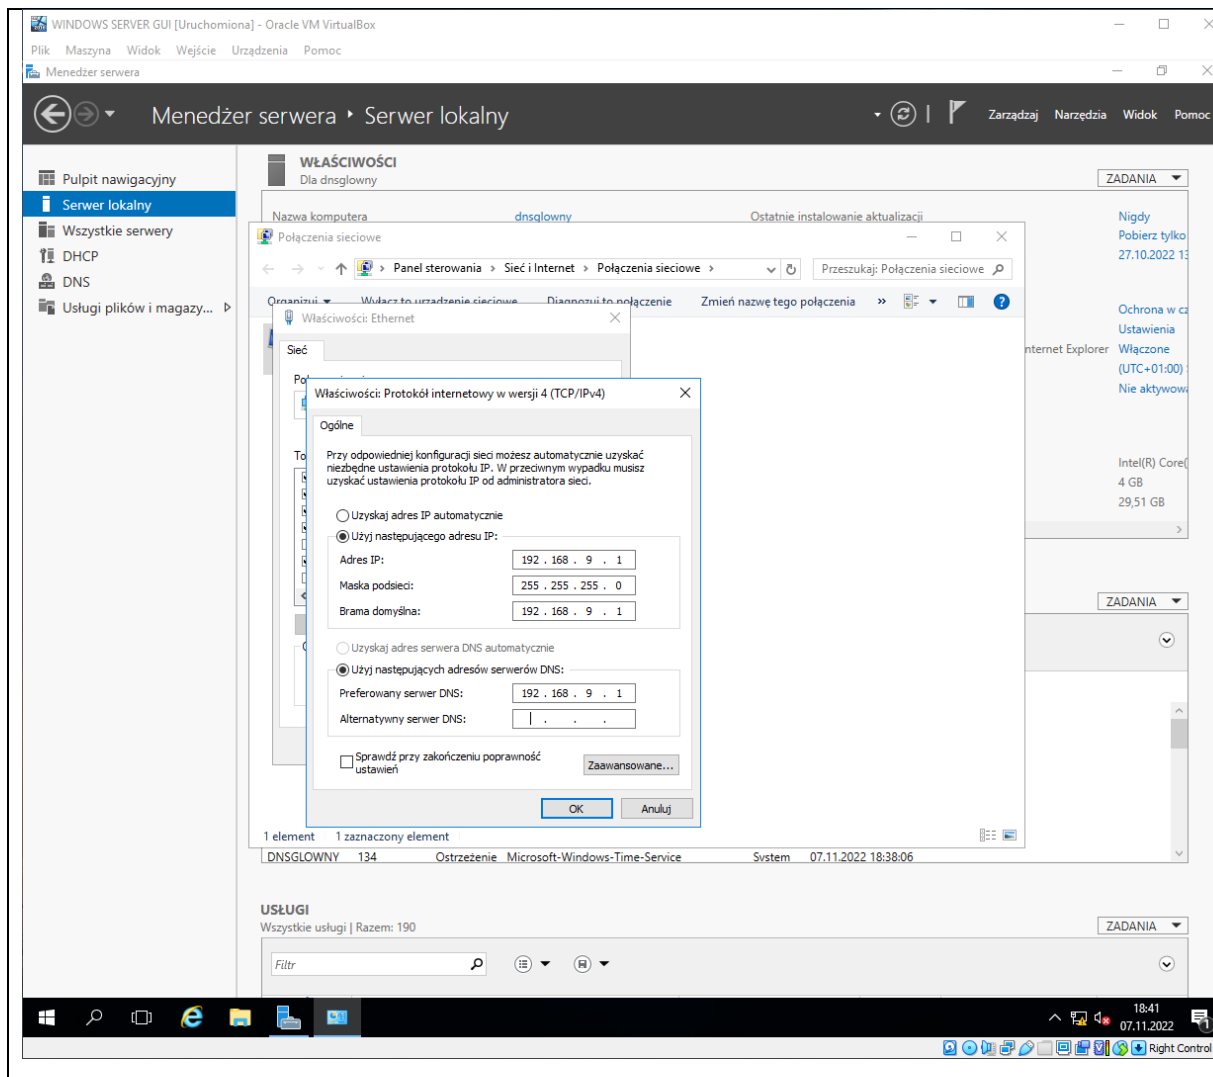 WINDOWS SERVER GUI [Uruchomiona] - Oracle VM VirtualBox
Plik Maszyna Widok Wejście Urządzenia Pomoc
Menedżer serwera
Menedżer serwera Serwer lokalny
Zarządzaj Narzędzia Widok Pomoc
Pulpit nawigacyjny
Serwer lokalny
Wszystkie serwery
DHCP
DNS
Usługi plików i magazy...
WŁAŚCIWOŚCI
Dla dnsglowny
ZADANIA
Nazwa komputera dnsglowny Ostatnie instalowanie aktualizacji Nigdy
Pobierz tylko
27.10.2022
Ochrona w
Ustawienia
nternet Explorer Włączone
(UTC+01:00)
Nie aktywow
Intel(R) Core(
4 GB
29,51 GB
Połączenia sieciowe
Panel sterowania > Sieć i Internet > Połączenia sieciowe >
Przeszukaj: Połączenia sieciowe
Organizuj Wyłącz to urządzenie sieciowe Diagnozuj to połączenie Zmień nazwę tego połączenia »
Właściwości: Ethernet
Sieć
Właściwości: Protokół internetowy w wersji 4 (TCP/IPv4)
Ogólne
Przy odpowiedniej konfiguracji sieci możesz automatycznie uzyskać
niezbędne ustawienia protokołu IP. W przeciwnym wypadku musisz
uzyskać ustawienia protokołu IP od administratora sieci.
Uzyskaj adres IP automatycznie
Użyj następującego adresu IP:
Adres IP: 192 . 168 . 9 . 1
Maska podsieci: 255 . 255 . 255 . 0
Brama domyślna: 192 . 168 . 9 . 1
Uzyskaj adres serwera DNS automatycznie
Użyj następujących adresów serwerów DNS:
Preferowany serwer DNS: 192 . 168 . 9 . 1
Alternatywny serwer DNS: . . .
Sprawdź przy zakończeniu poprawność
ustawień
Zaawansowane...
OK Anuluj
1 element 1 zaznaczony element
ZADANIA
DNSGLOWNY 134 Ostrzeżenie Microsoft-Windows-Time-Service System 07.11.2022 18:38:06
USŁUGI
Wszystkie usługi | Razem: 190
ZADANIA
Filtr
18:41
07.11.2022
1
Right Control